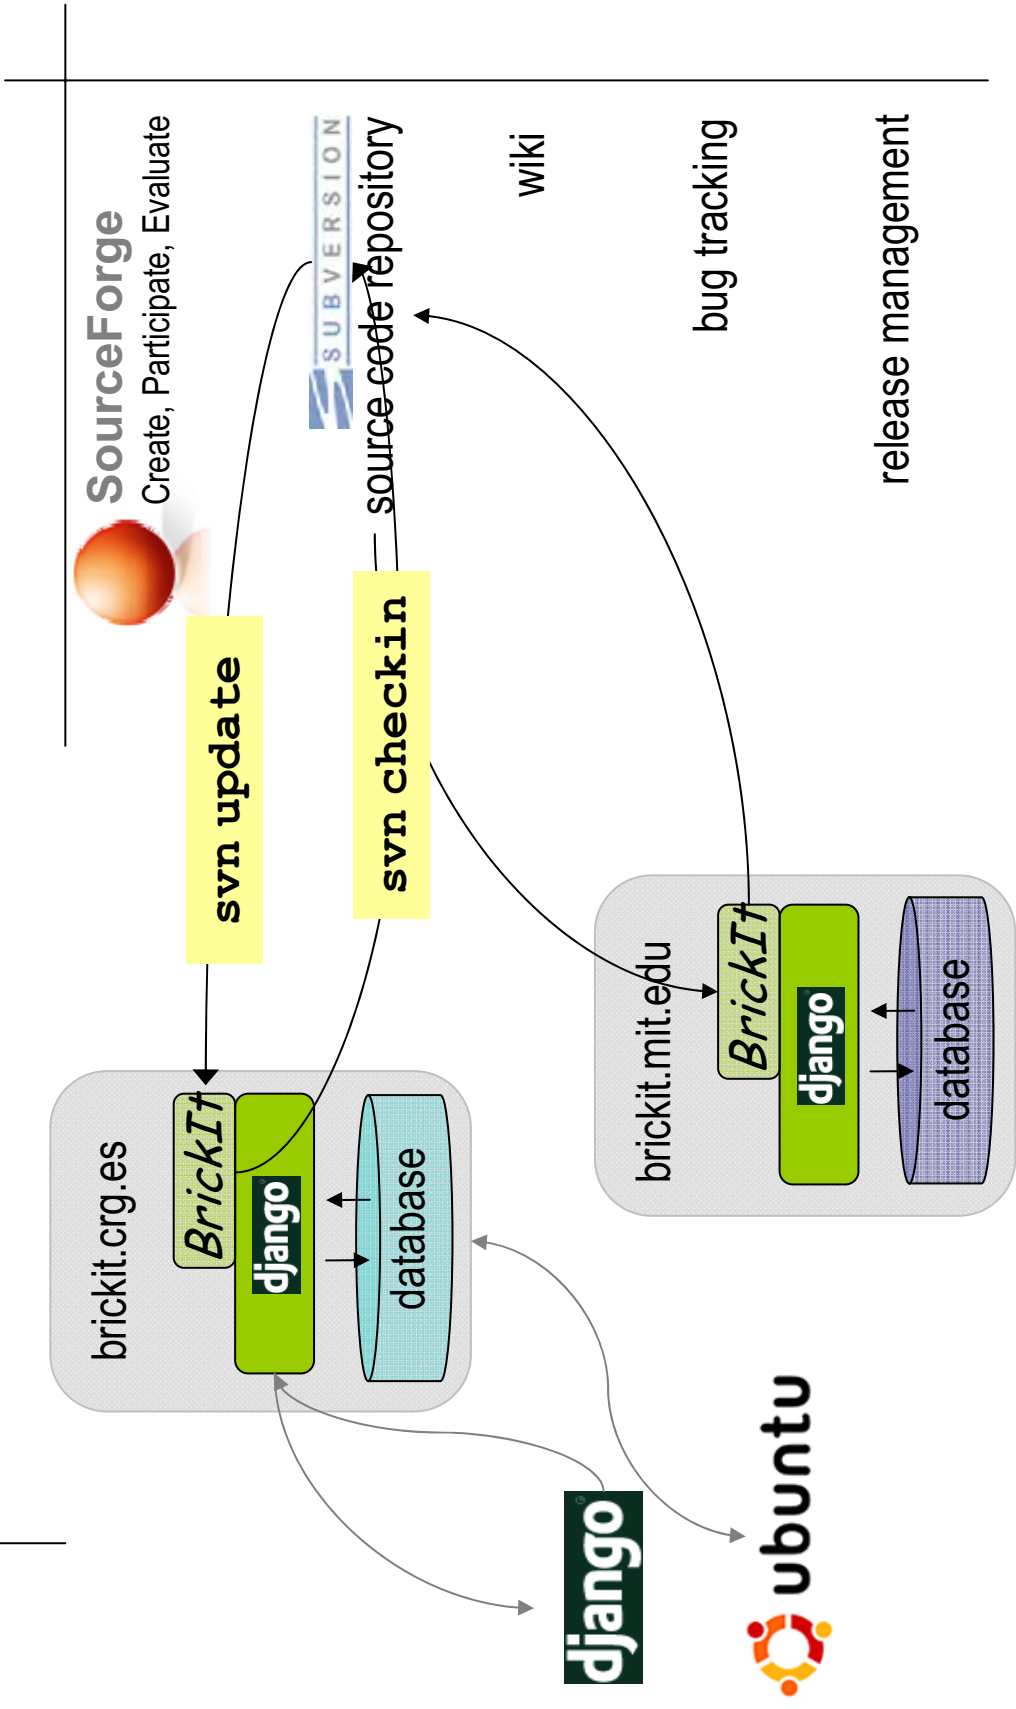 SourceForge
Create, Participate, Evaluate
brickit.crg.es
BrickIt
svn update
django
SUBVERSION
source code repository
svn checkin
database
wiki
django
brickit.mit.edu
bug tracking
BrickIt
ubuntu
django
release management
database